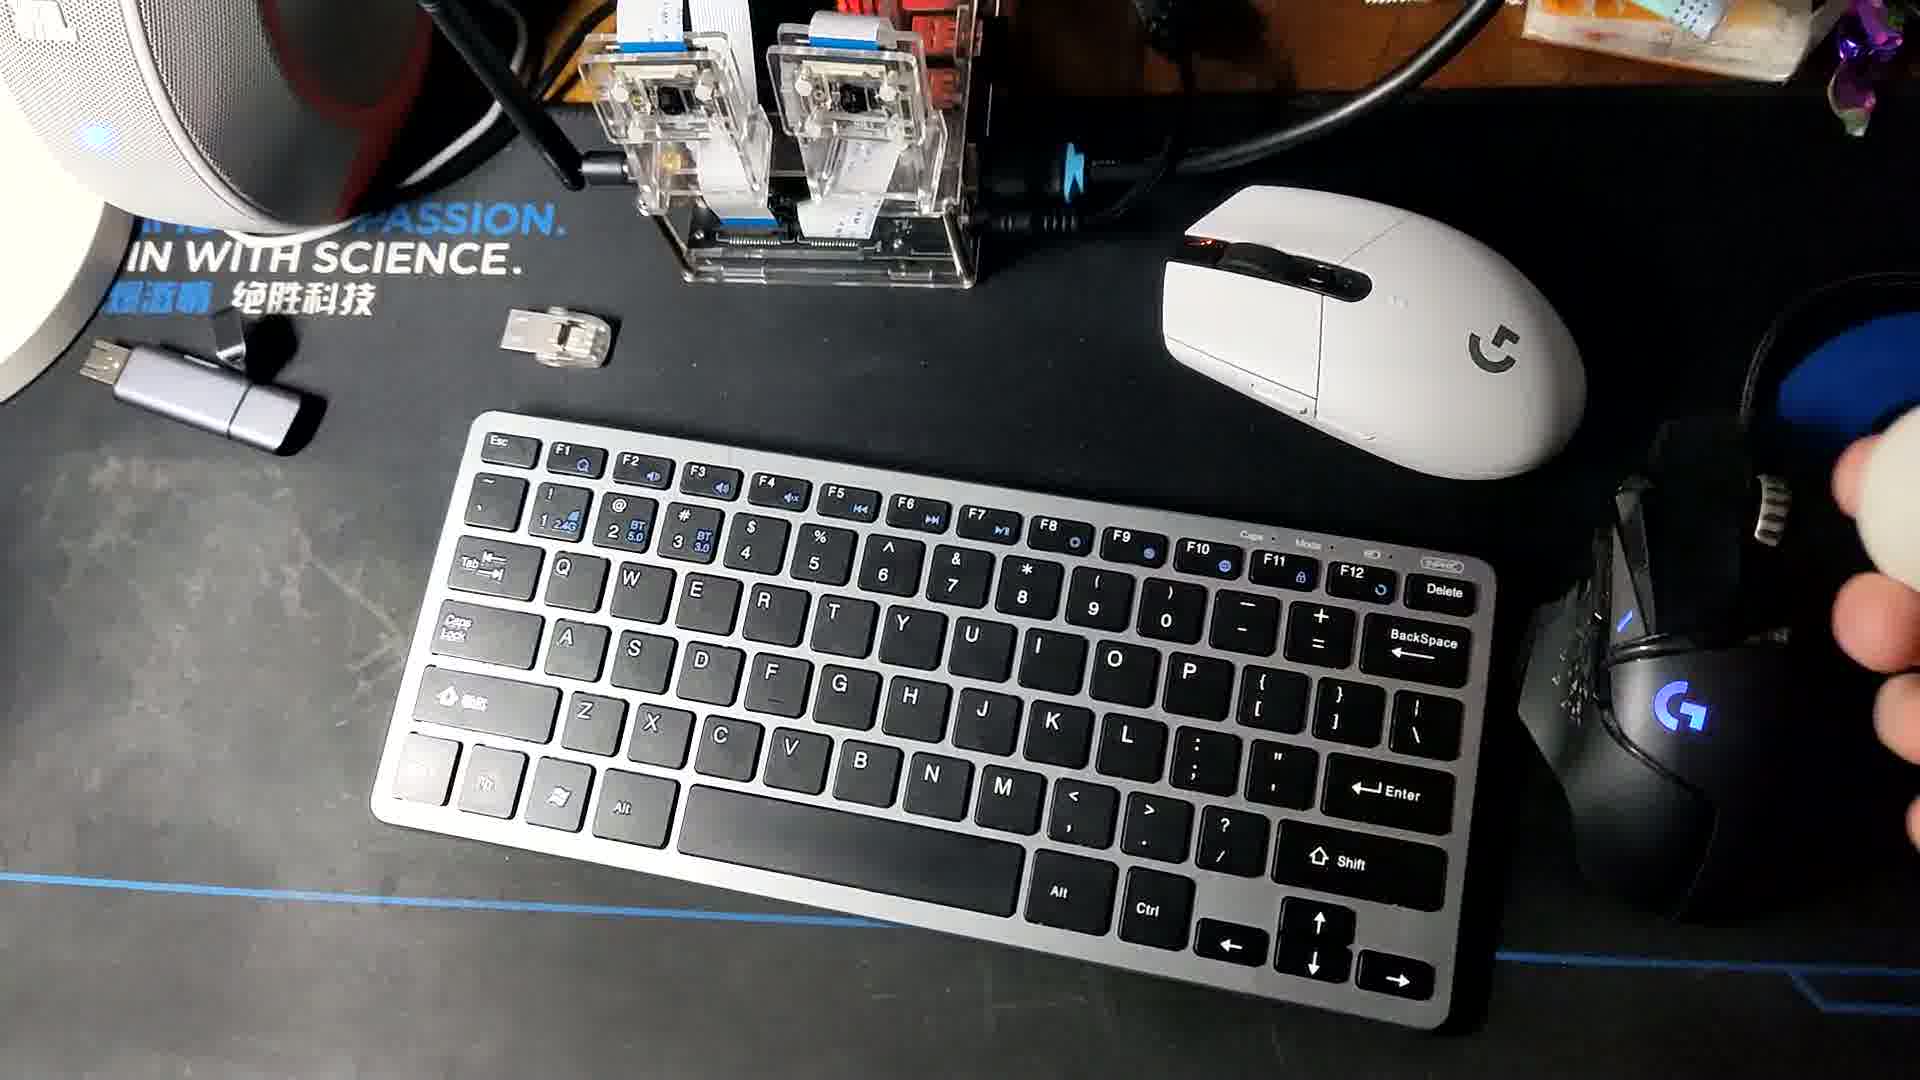 PASSION.
IN WITH SCIENCE.
绝胜科技
Esc F1 F2 F3 F4 F5 F6 F7 F8 F9 F10 F11 F12 Delete
Caps Mode
~ ` ! 1 2.4G @ 2 BT 5.0 # 3 BT 3.0 $ 4 % 5 ^ 6 & 7 * 8 ( 9 ) 0 — - + = BackSpace
Tab Q W E R T Y U I O P { [ } ] | \
Caps Lock A S D F G H J K L : ; " ' Enter
Z X C V B N M < , > . ? / Shift
Alt Alt Ctrl
G
G